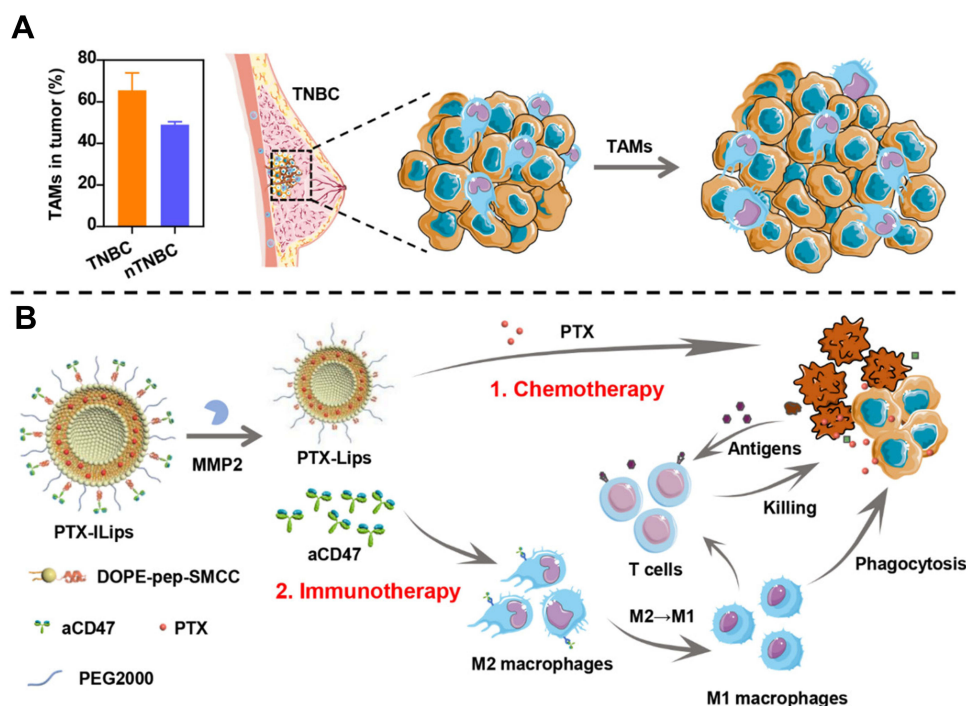 A
TAMs in tumor (%)
80
60
40
20
0
TNBC
nTNBC
TNBC
TAMs
B
PTX-ILips
MMP2
PTX-Lips
aCD47
PTX
1. Chemotherapy
2. Immunotherapy
Antigens
Killing
T cells
Phagocytosis
M2→M1
M2 macrophages
M1 macrophages
DOPE-pep-SMCC
aCD47
PTX
PEG2000